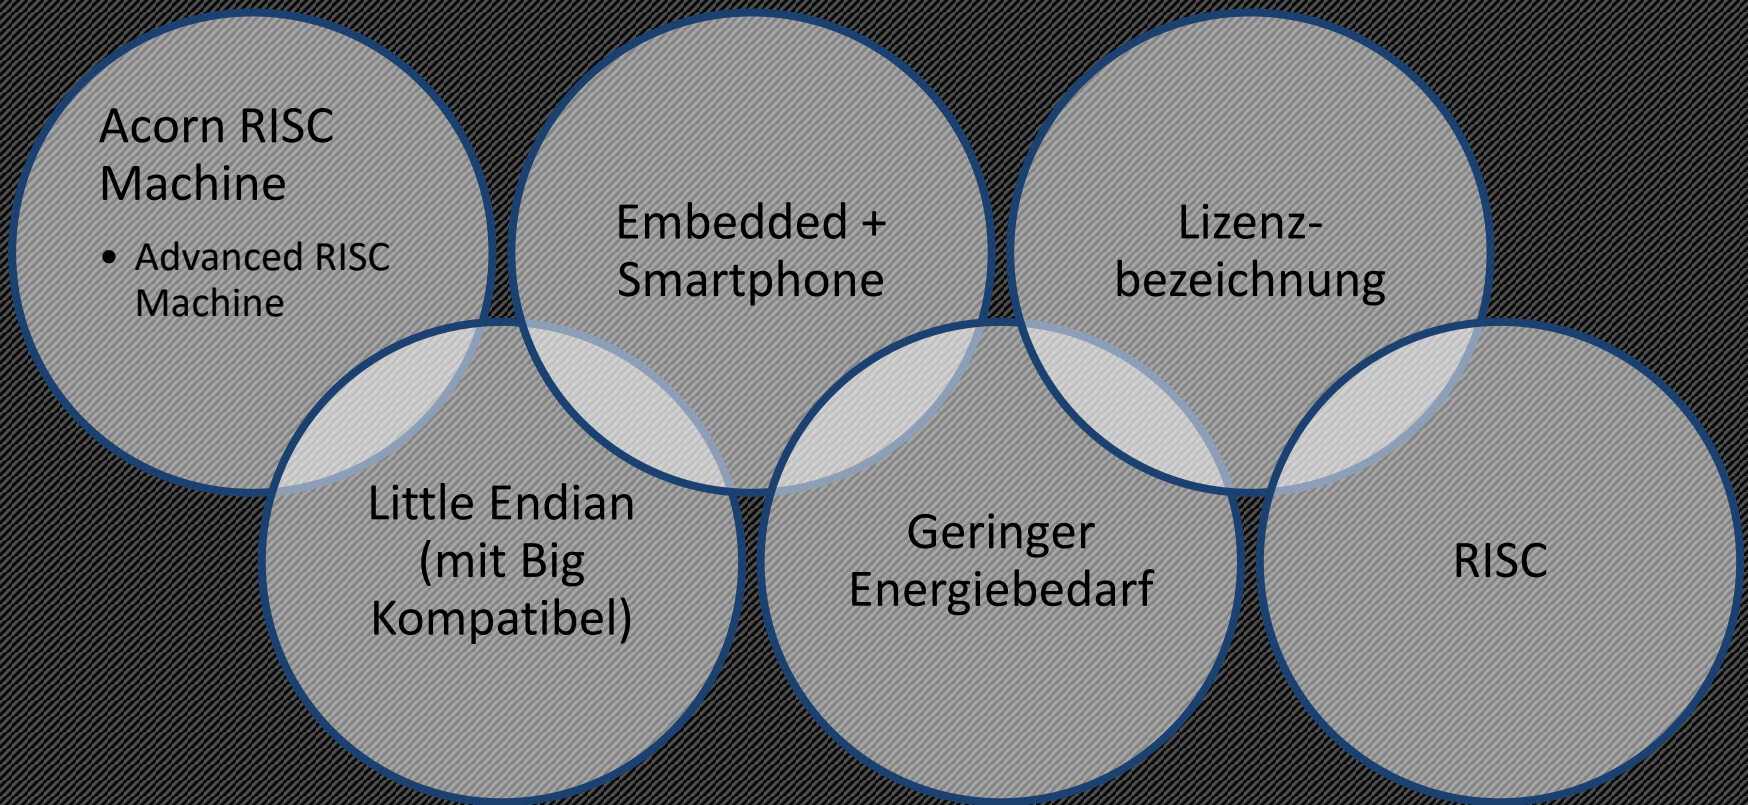 Acorn RISC
Machine
• Advanced RISC
Machine
Little Endian
(mit Big
Kompatibel)
Embedded +
Smartphone
Geringer
Energiebedarf
Lizenz-
bezeichnung
RISC